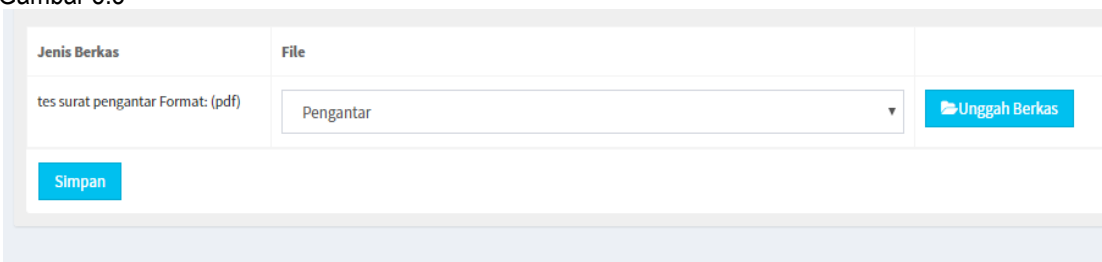 Jenis Berkas File
tes surat pengantar Format: (pdf) Pengantar Unggah Berkas
Simpan